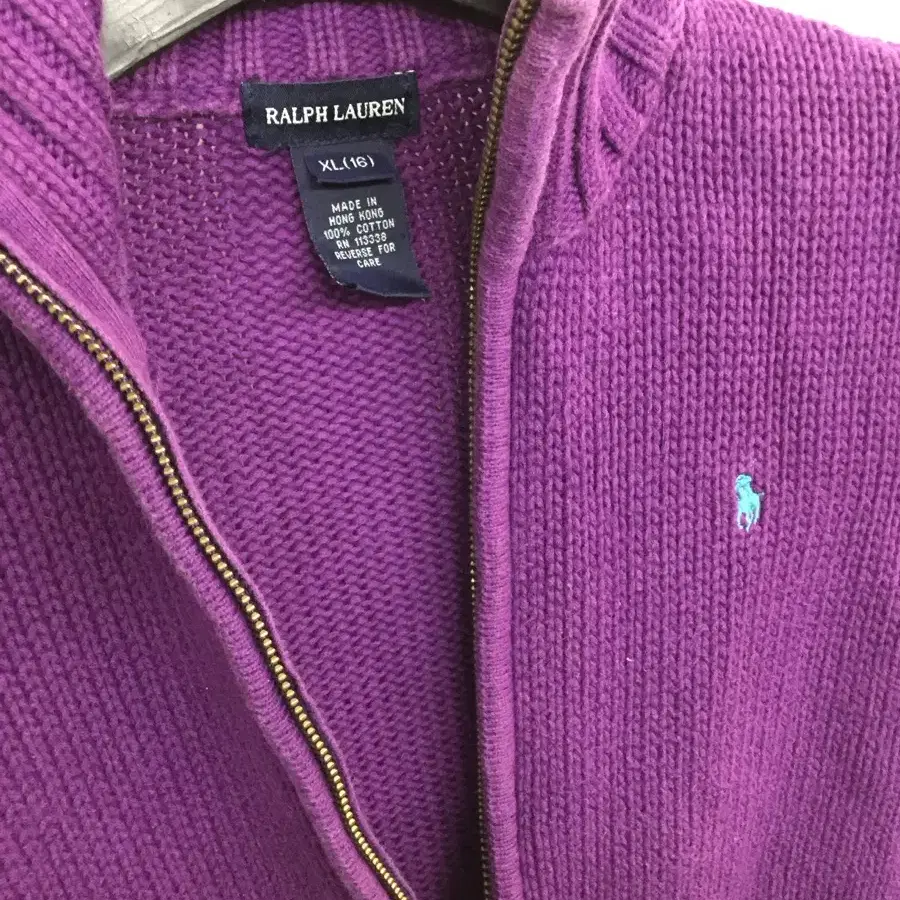 RALPH LAUREN
XL(16)
MADE IN
HONG KONG
100% COTTON
RN 113338
REVERSE FOR
CARE